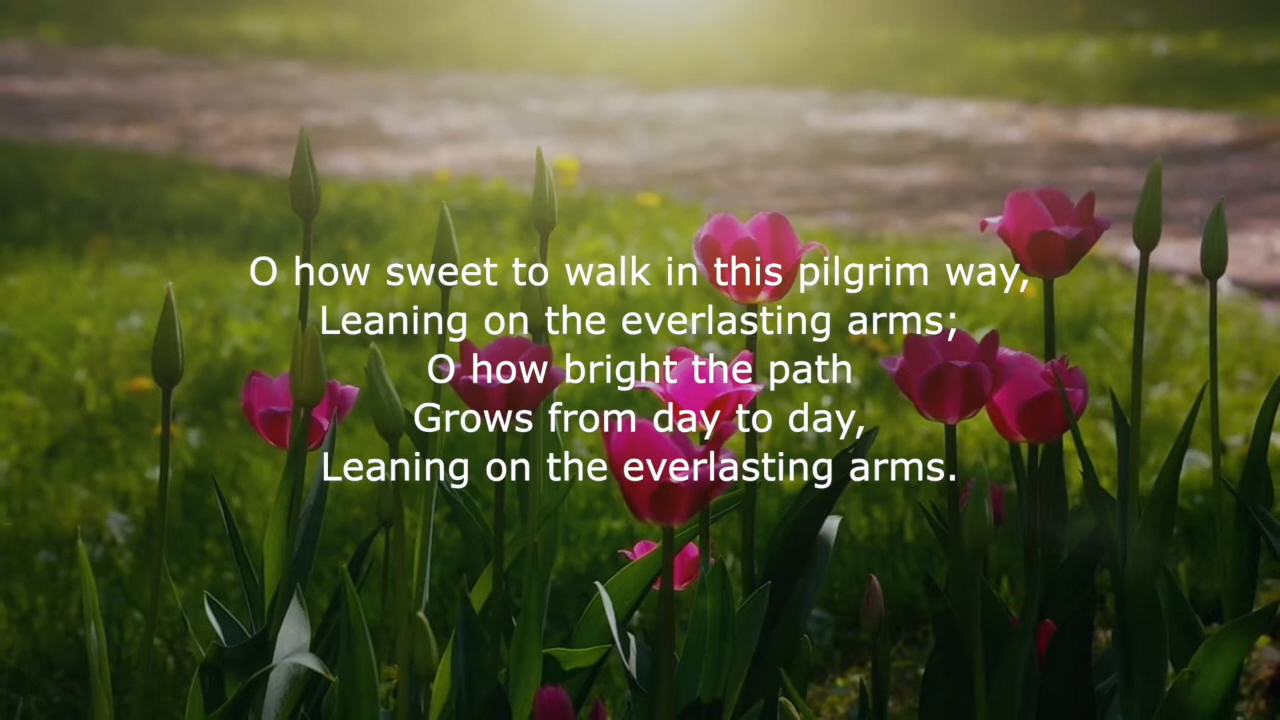 O how sweet to walk in this pilgrim way,
Leaning on the everlasting arms;
O how bright the path
Grows from day to day,
Leaning on the everlasting arms.